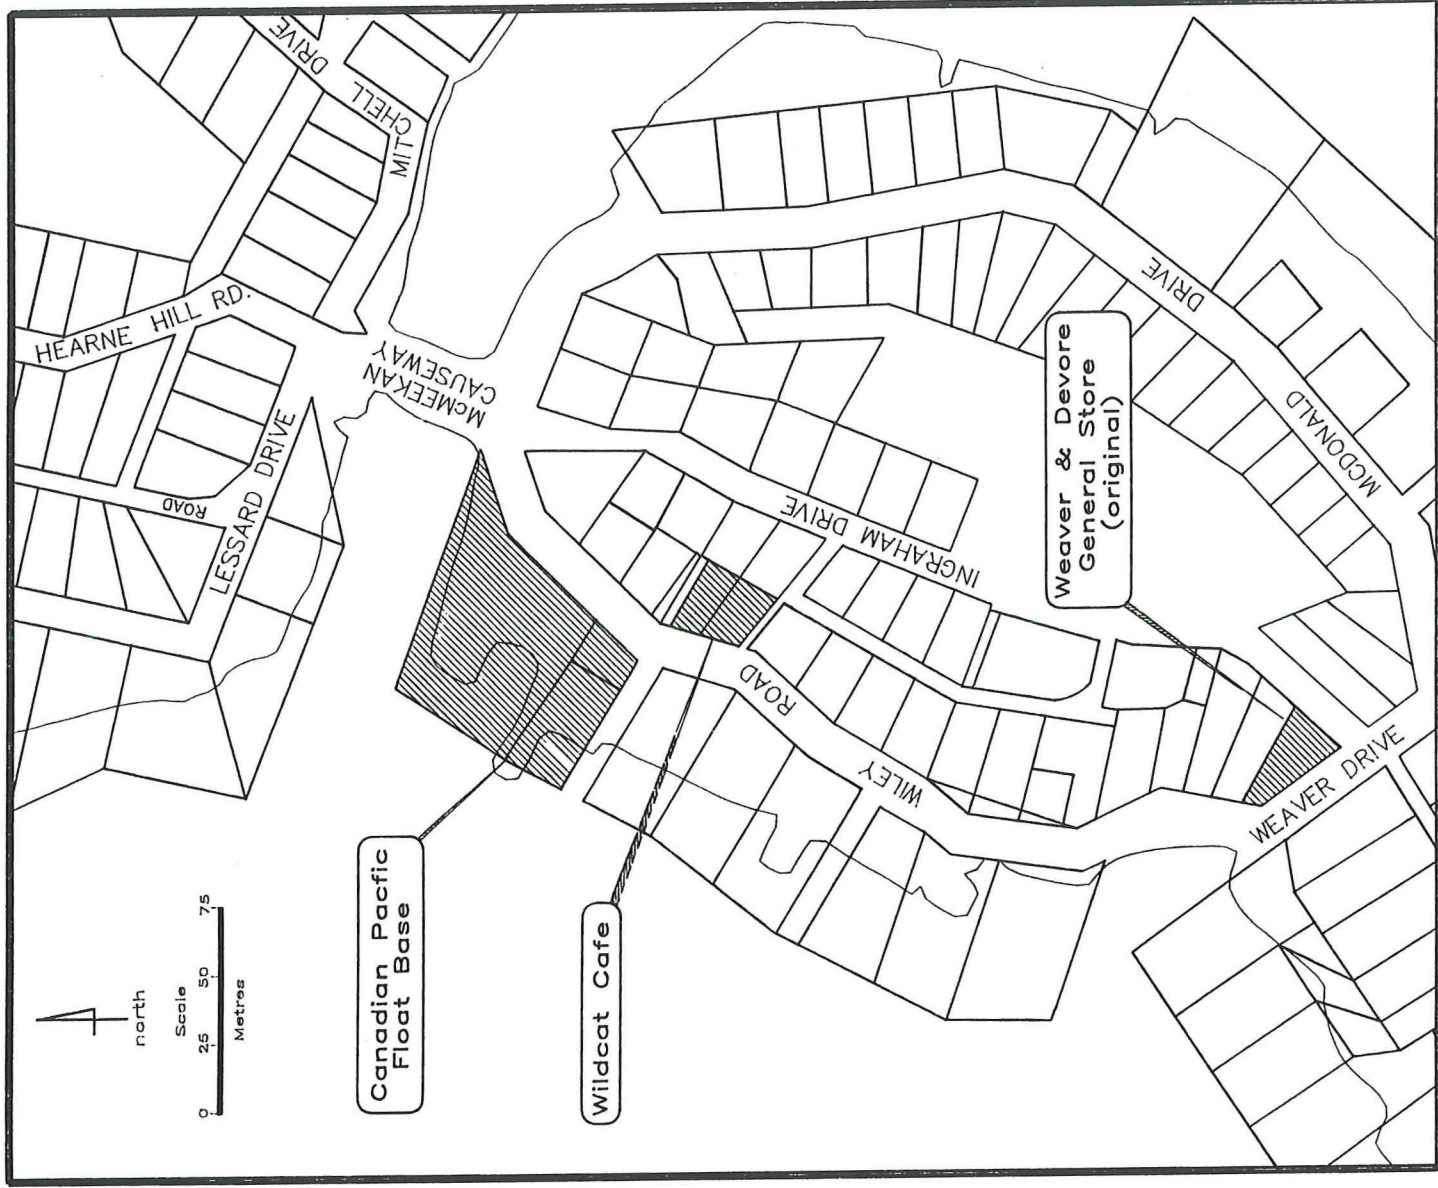 DRIVE
MITCHELL
HEARNE HILL RD.
ROAD
LESSARD DRIVE
McMEEKAN
CAUSEWAY
DRIVE
MCDONALD
INGRAHAM DRIVE
ROAD
WILEY
WEAVER DRIVE
Weaver & Devore
General Store
(original)
Canadian Pacfic
Float Base
Wildcat Cafe
north
Scale
0 25 50 75
Metres